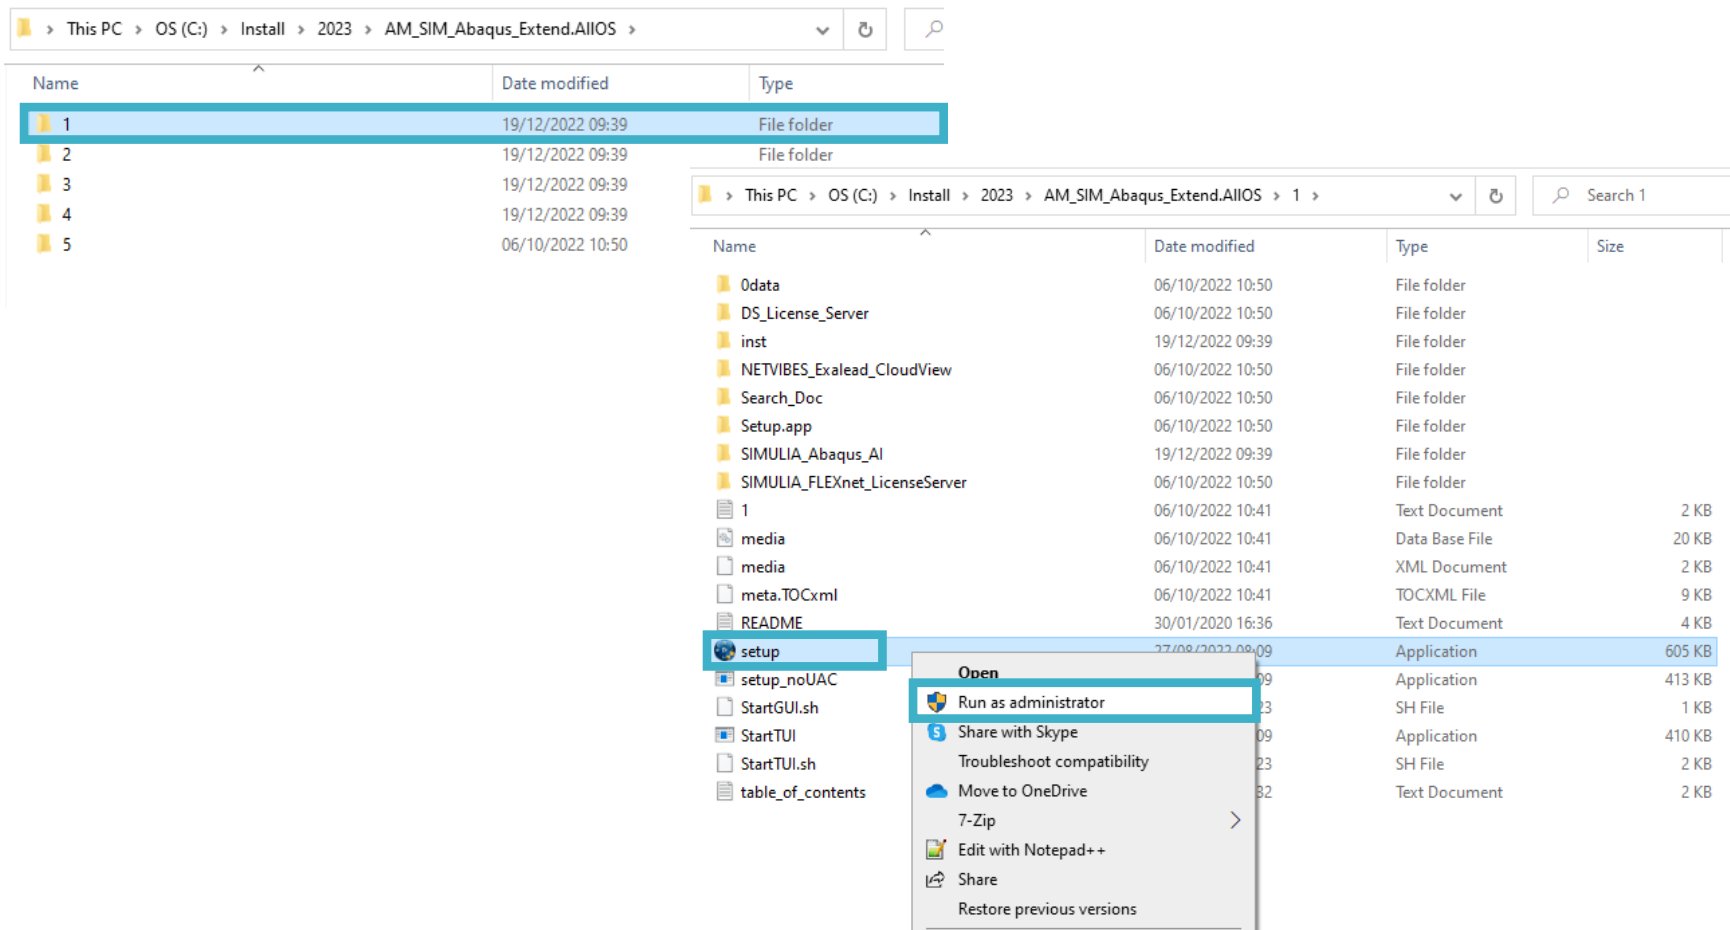 This PC > OS (C:) > Install > 2023 > AM_SIM_Abaqus_Extend.AllOS >
Name Date modified Type
1 19/12/2022 09:39 File folder
2 19/12/2022 09:39 File folder
3 19/12/2022 09:39
4 19/12/2022 09:39
5 06/10/2022 10:50
This PC > OS (C:) > Install > 2023 > AM_SIM_Abaqus_Extend.AllOS > 1 > Search 1
Name Date modified Type Size
0data 06/10/2022 10:50 File folder
DS_License_Server 06/10/2022 10:50 File folder
inst 19/12/2022 09:39 File folder
NETVIBES_Exalead_CloudView 06/10/2022 10:50 File folder
Search_Doc 06/10/2022 10:50 File folder
Setup.app 06/10/2022 10:50 File folder
SIMULIA_Abaqus_AI 19/12/2022 09:39 File folder
SIMULIA_FLEXnet_LicenseServer 06/10/2022 10:50 File folder
1 06/10/2022 10:41 Text Document 2 KB
media 06/10/2022 10:41 Data Base File 20 KB
media 06/10/2022 10:41 XML Document 2 KB
meta.TOCxml 06/10/2022 10:41 TOCXML File 9 KB
README 30/01/2020 16:36 Text Document 4 KB
setup 27/08/2022 08:09 Application 605 KB
setup_noUAC 09 Application 413 KB
StartGUI.sh 23 SH File 1 KB
StartTUI 09 Application 410 KB
StartTUI.sh 23 SH File 2 KB
table_of_contents 32 Text Document 2 KB
Open
Run as administrator
Share with Skype
Troubleshoot compatibility
Move to OneDrive
7-Zip
Edit with Notepad++
Share
Restore previous versions